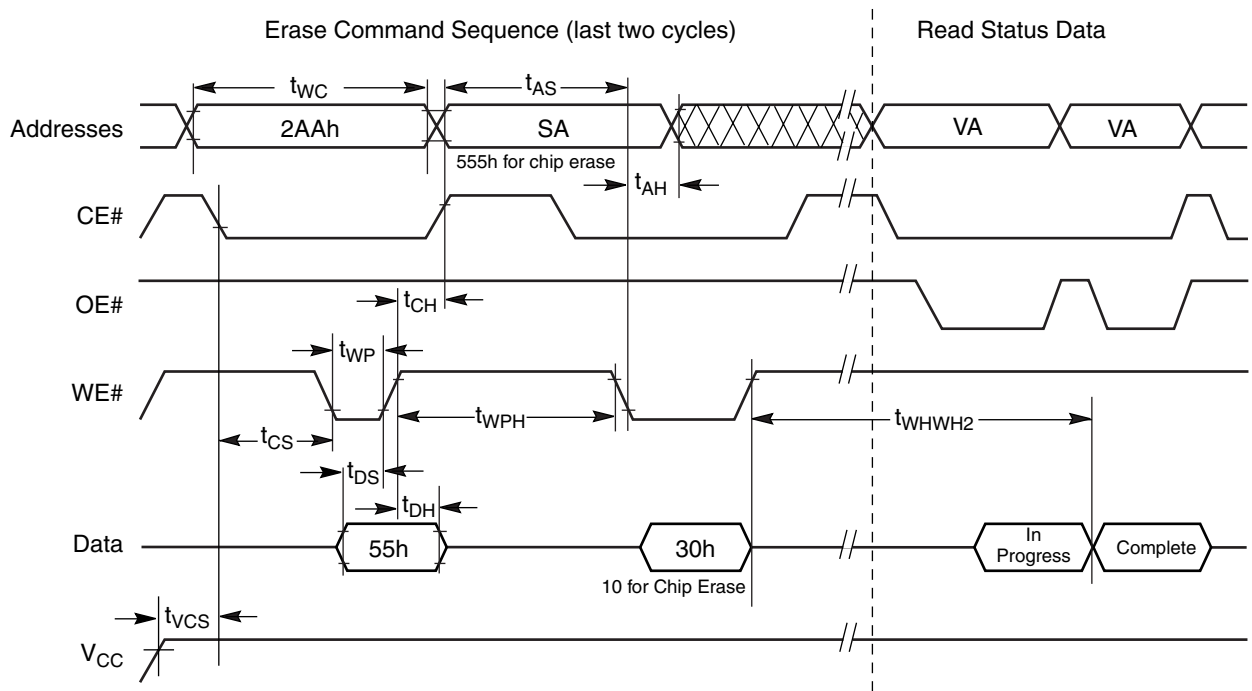 Erase Command Sequence (last two cycles)
Read Status Data
tWC
tAS
Addresses
2AAh
SA
VA
VA
555h for chip erase
tAH
CE#
OE#
tCH
tWP
WE#
tWPH
tWHWH2
tCS
tDS
tDH
Data
55h
30h
In
Progress
Complete
10 for Chip Erase
tVCS
VCC